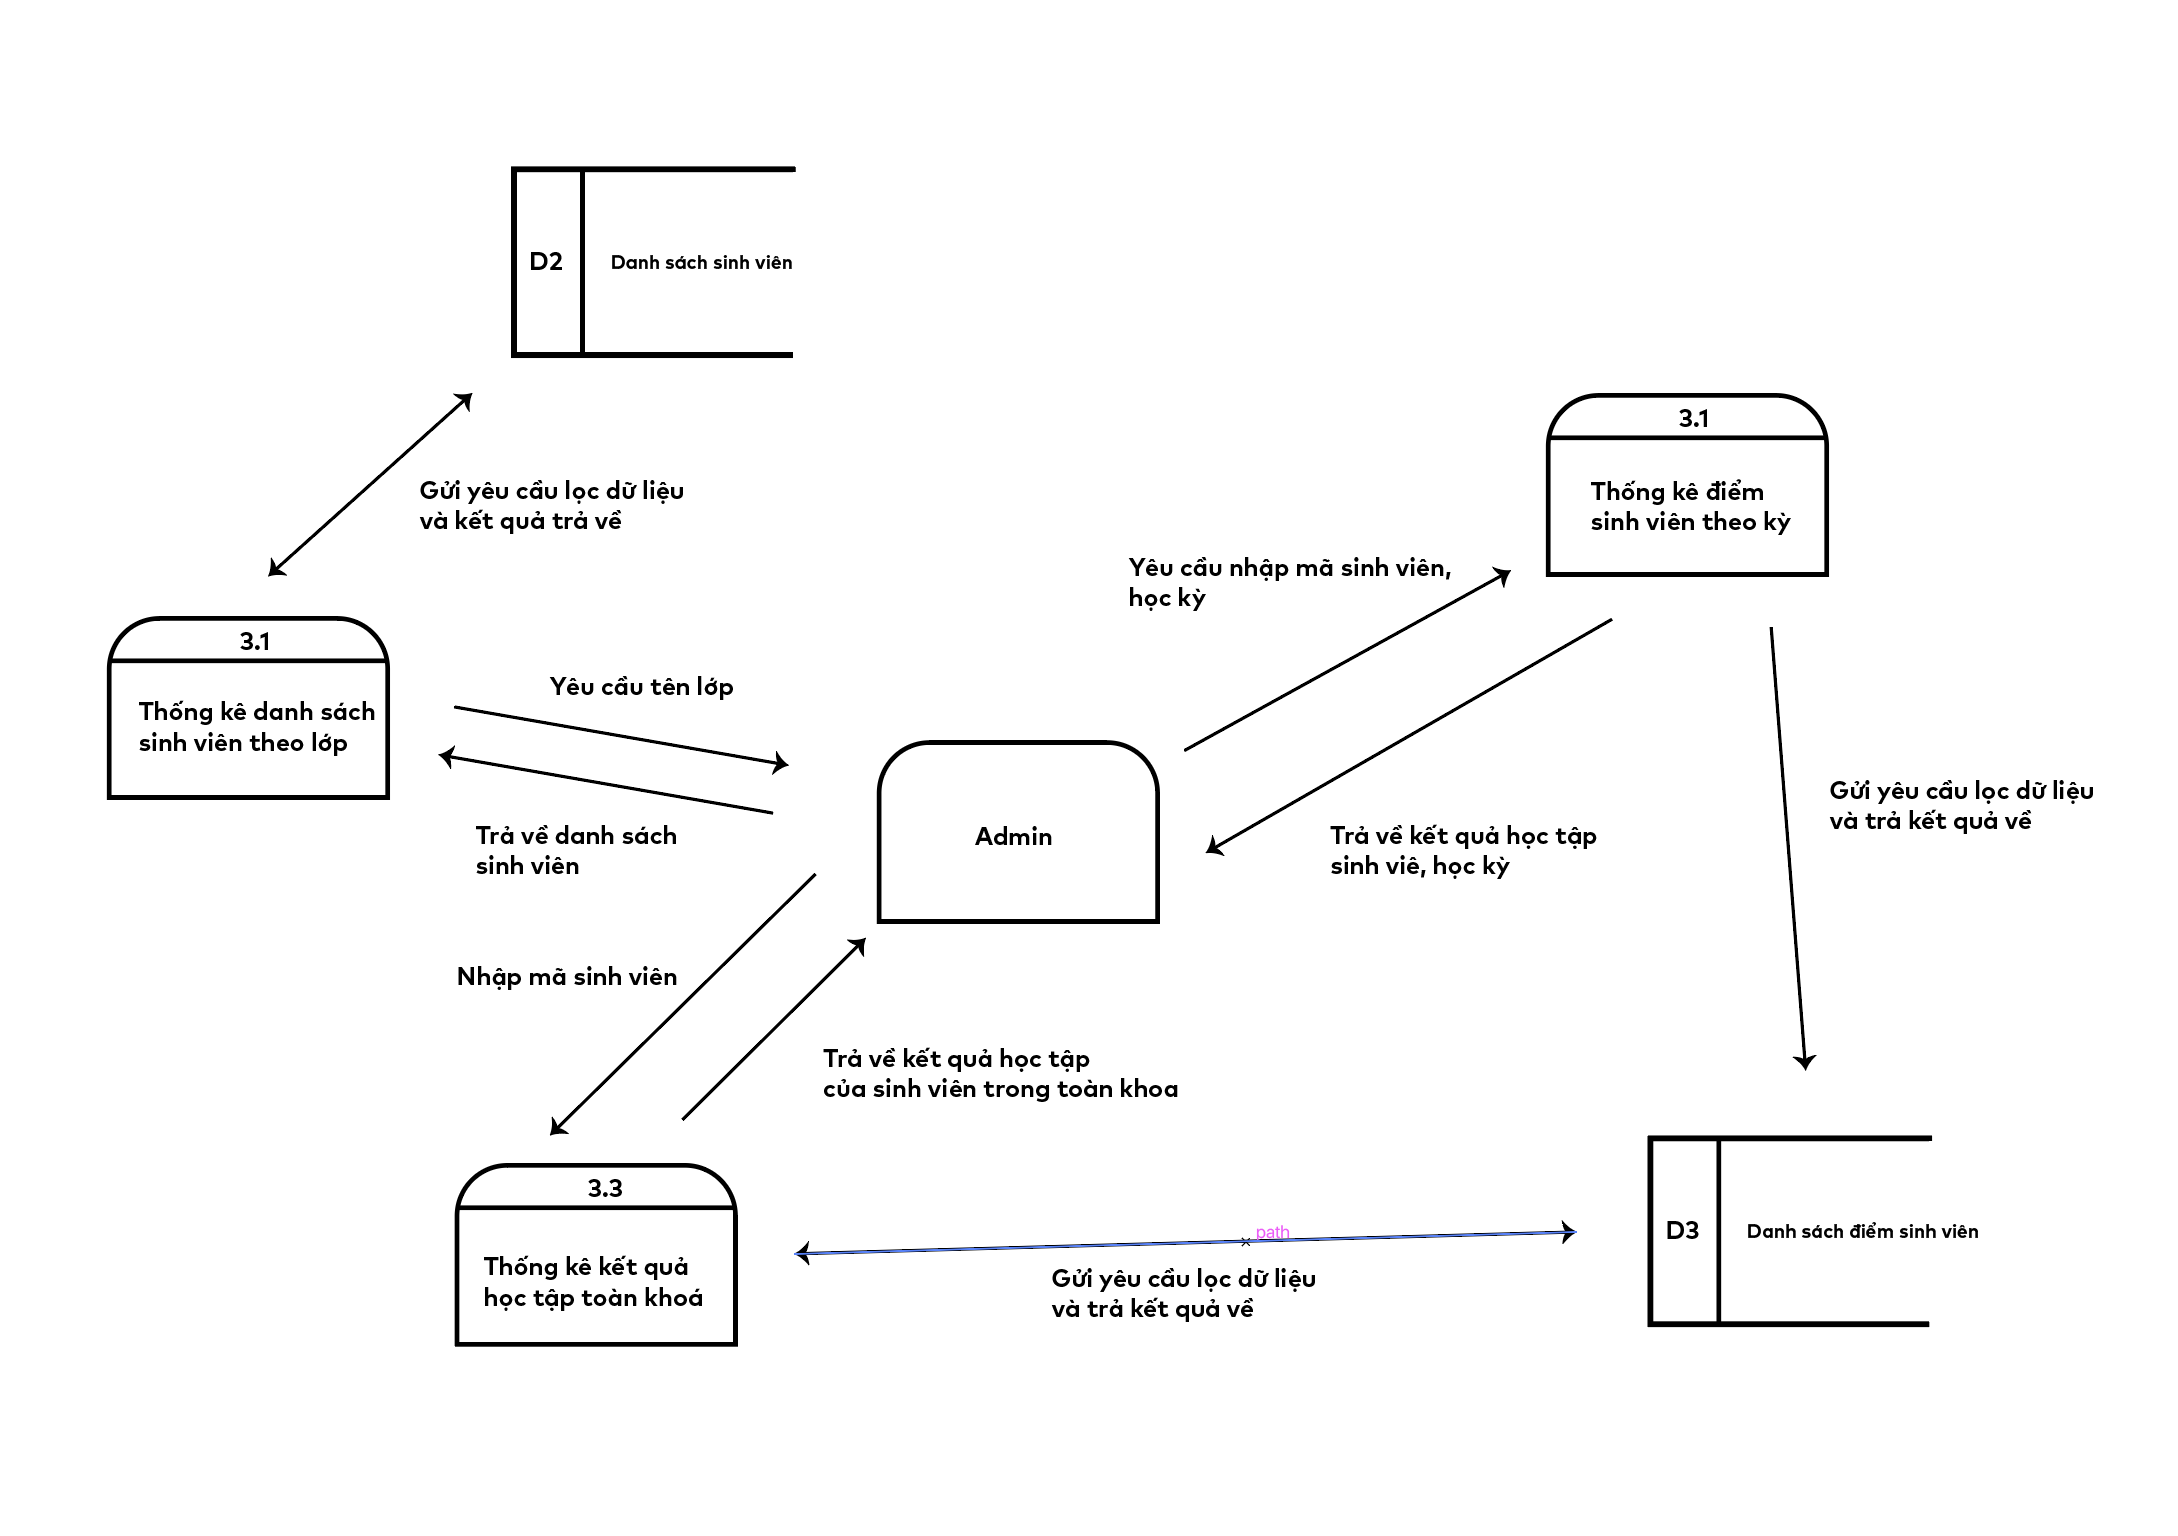 D2
Danh sách sinh viên
Gửi yêu cầu lọc dữ liệu
và kết quả trả về
3.1
Thống kê điểm
sinh viên theo kỳ
Yêu cầu nhập mã sinh viên,
học kỳ
3.1
Thống kê danh sách
sinh viên theo lớp
Yêu cầu tên lớp
Trả về danh sách
sinh viên
Admin
Trả về kết quả học tập
sinh viê, học kỳ
Gửi yêu cầu lọc dữ liệu
và trả kết quả về
Nhập mã sinh viên
Trả về kết quả học tập
của sinh viên trong toàn khoa
3.3
Thống kê kết quả
học tập toàn khoá
path
Gửi yêu cầu lọc dữ liệu
và trả kết quả về
D3
Danh sách điểm sinh viên